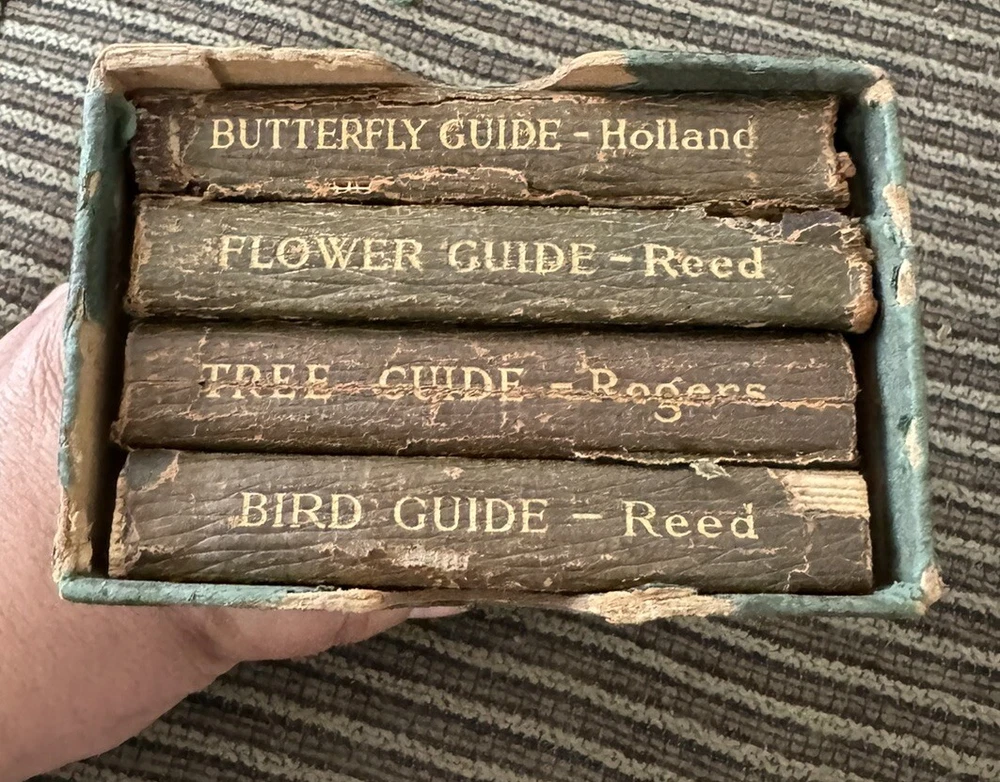 BUTTERFLY GUIDE - Holland
FLOWER GUIDE - Reed
TREE GUIDE - Rogers
BIRD GUIDE - Reed